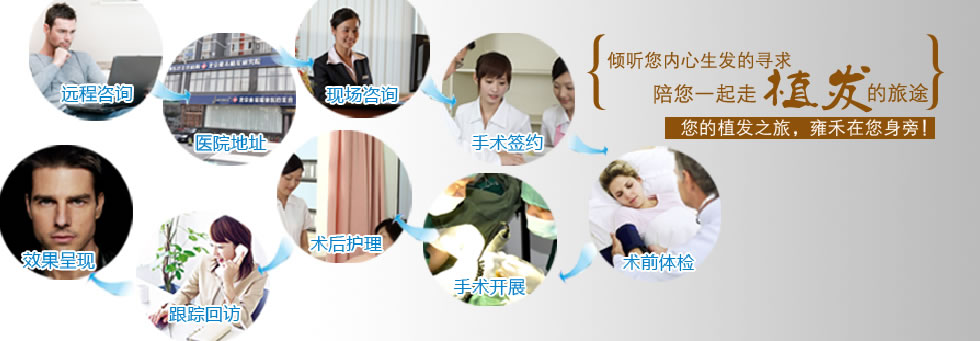 远程咨询
医院地址
现场咨询
手术签约
术前体检
手术开展
术后护理
跟踪回访
效果呈现
倾听您内心生发的寻求
陪您一起走植发的旅途
您的植发之旅，雍禾在您身旁！